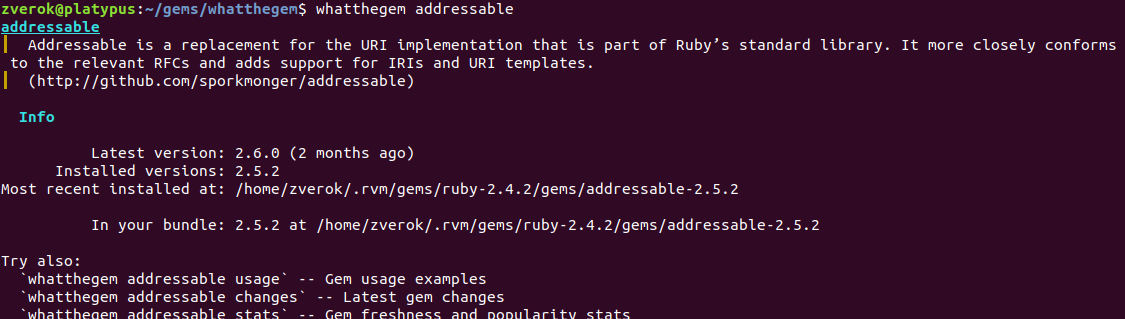 zverok@platypus:~/gems/whatthegem$ whatthegem addressable
addressable
Addressable is a replacement for the URI implementation that is part of Ruby’s standard library. It more closely conforms
to the relevant RFCs and adds support for IRIs and URI templates.
(http://github.com/sporkmonger/addressable)
Info
Latest version: 2.6.0 (2 months ago)
Installed versions: 2.5.2
Most recent installed at: /home/zverok/.rvm/gems/ruby-2.4.2/gems/addressable-2.5.2
In your bundle: 2.5.2 at /home/zverok/.rvm/gems/ruby-2.4.2/gems/addressable-2.5.2
Try also:
`whatthegem addressable usage` -- Gem usage examples
`whatthegem addressable changes` -- Latest gem changes
`whatthegem addressable stats` -- Gem freshness and popularity stats